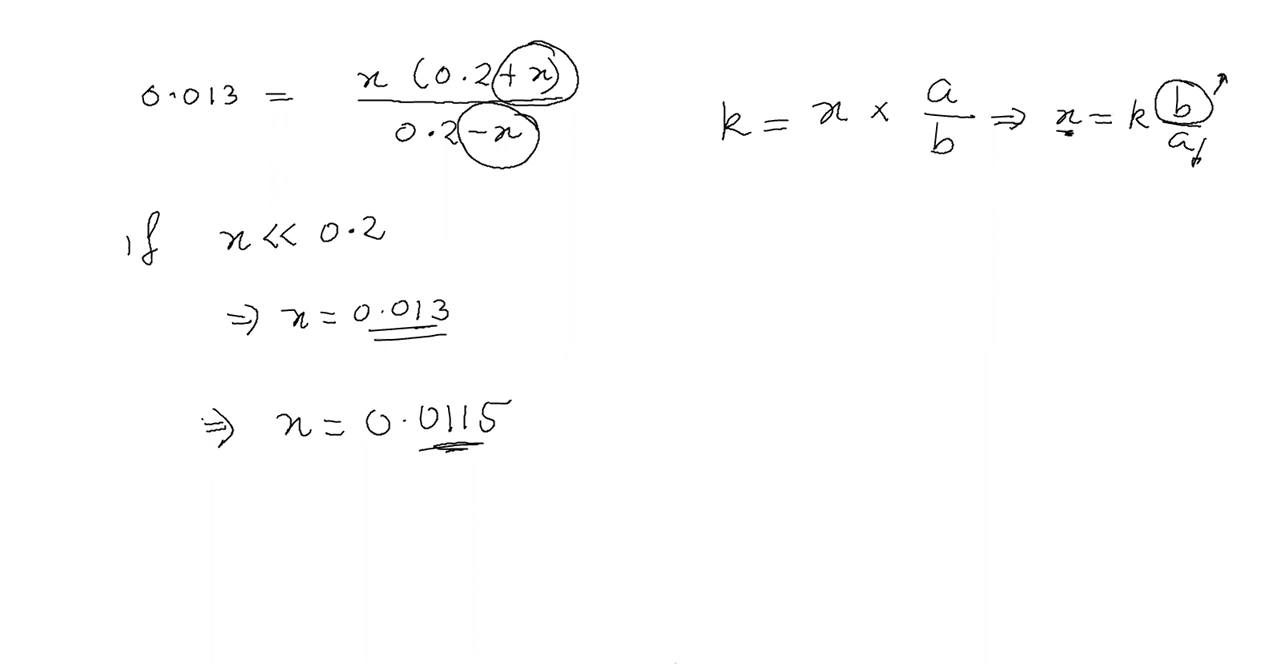 0.013 = x (0.2 + x) / 0.2 - x
if x << 0.2
⇒ x = 0.013
⇒ x = 0.0115
k = x × a / b ⇒ x = k b / a